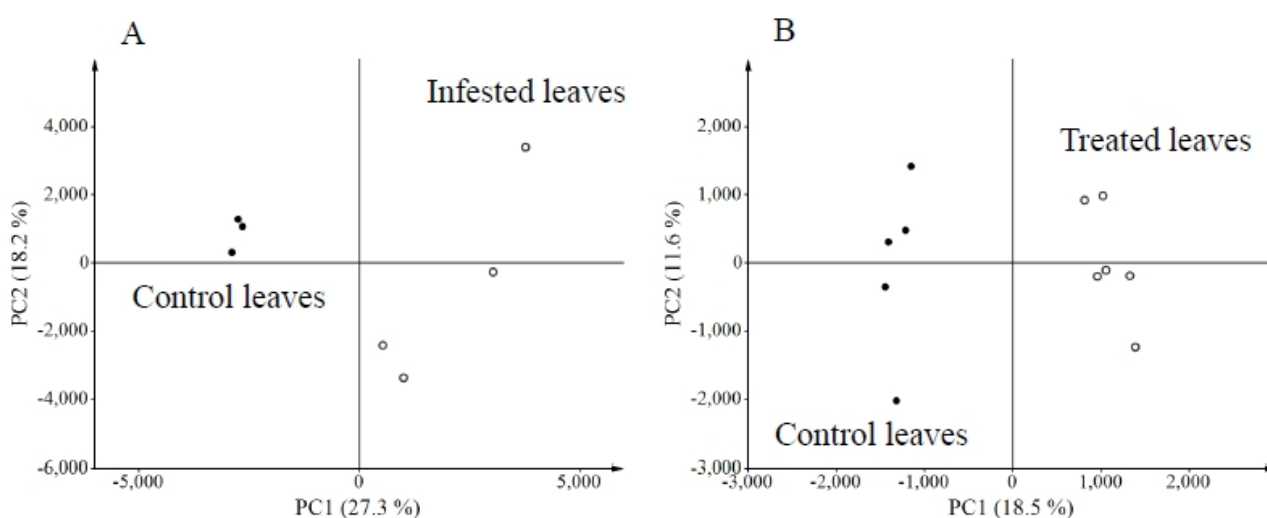 A
Infested leaves
4,000
2,000
0
-2,000
-4,000
-6,000
PC2 (18.2 %)
Control leaves
-5,000
0
5,000
PC1 (27.3 %)
B
Treated leaves
2,000
1,000
0
-1,000
-2,000
-3,000
PC2 (11.6 %)
Control leaves
-3,000
-2,000
-1,000
0
1,000
2,000
PC1 (18.5 %)